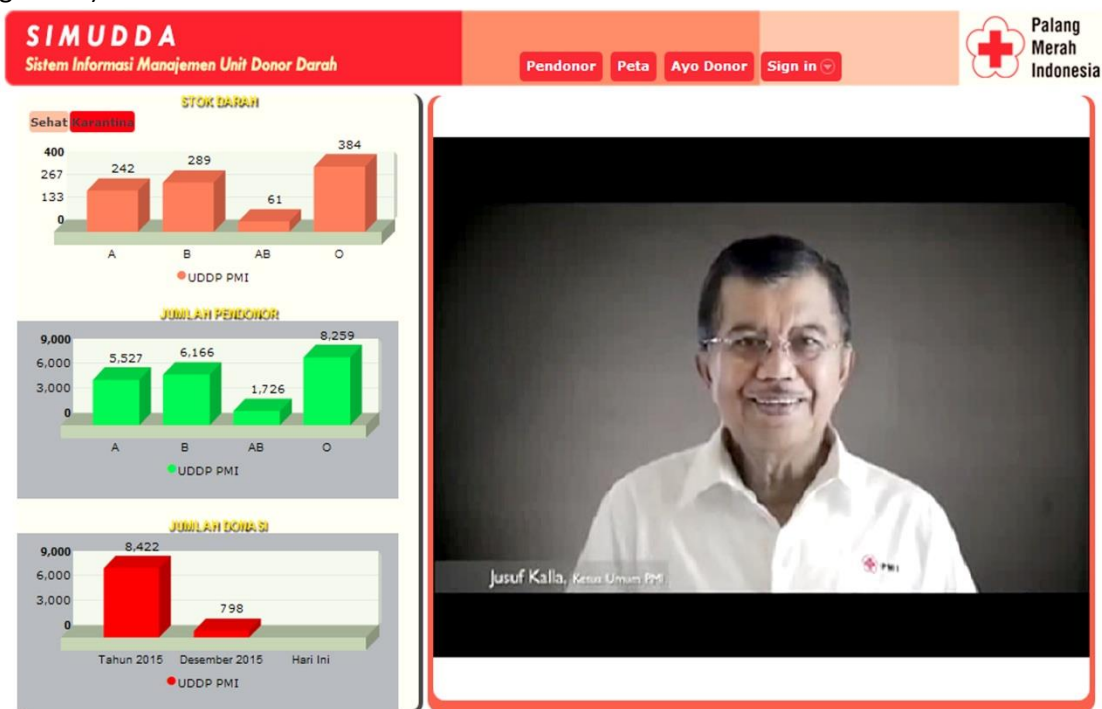 SIMUDDA
Sistem Informasi Manajemen Unit Donor Darah
Pendonor Peta Ayo Donor Sign in
Palang
Merah
Indonesia
STOK DARAH
Sehat Karantina
400
267
133
0
242 289 61 384
A B AB O
UDDP PMI
JUMLAH PENDONOR
9,000
6,000
3,000
0
5,527 6,166 1,726 8,259
A B AB O
UDDP PMI
JUMLAH DONASI
9,000
6,000
3,000
0
8,422 798
Tahun 2015 Desember 2015 Hari Ini
UDDP PMI
Jusuf Kalla, Ketua Umum PMI
PMI